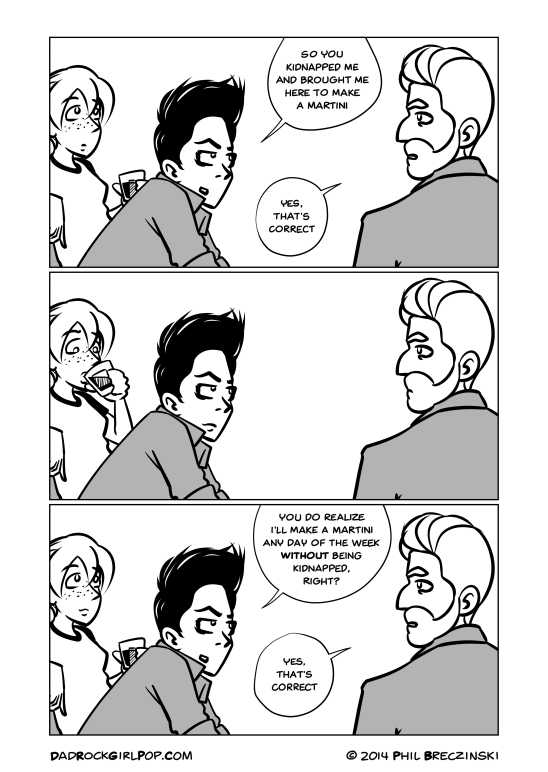 SO YOU
KIDNAPPED ME
AND BROUGHT ME
HERE TO MAKE
A MARTINI
YES,
THAT'S
CORRECT
YOU DO REALIZE
I'LL MAKE A MARTINI
ANY DAY OF THE WEEK
WITHOUT BEING
KIDNAPPED,
RIGHT?
YES,
THAT'S
CORRECT
DADROCKGIRLPOP.COM
© 2014 PHIL BRECZINSKI